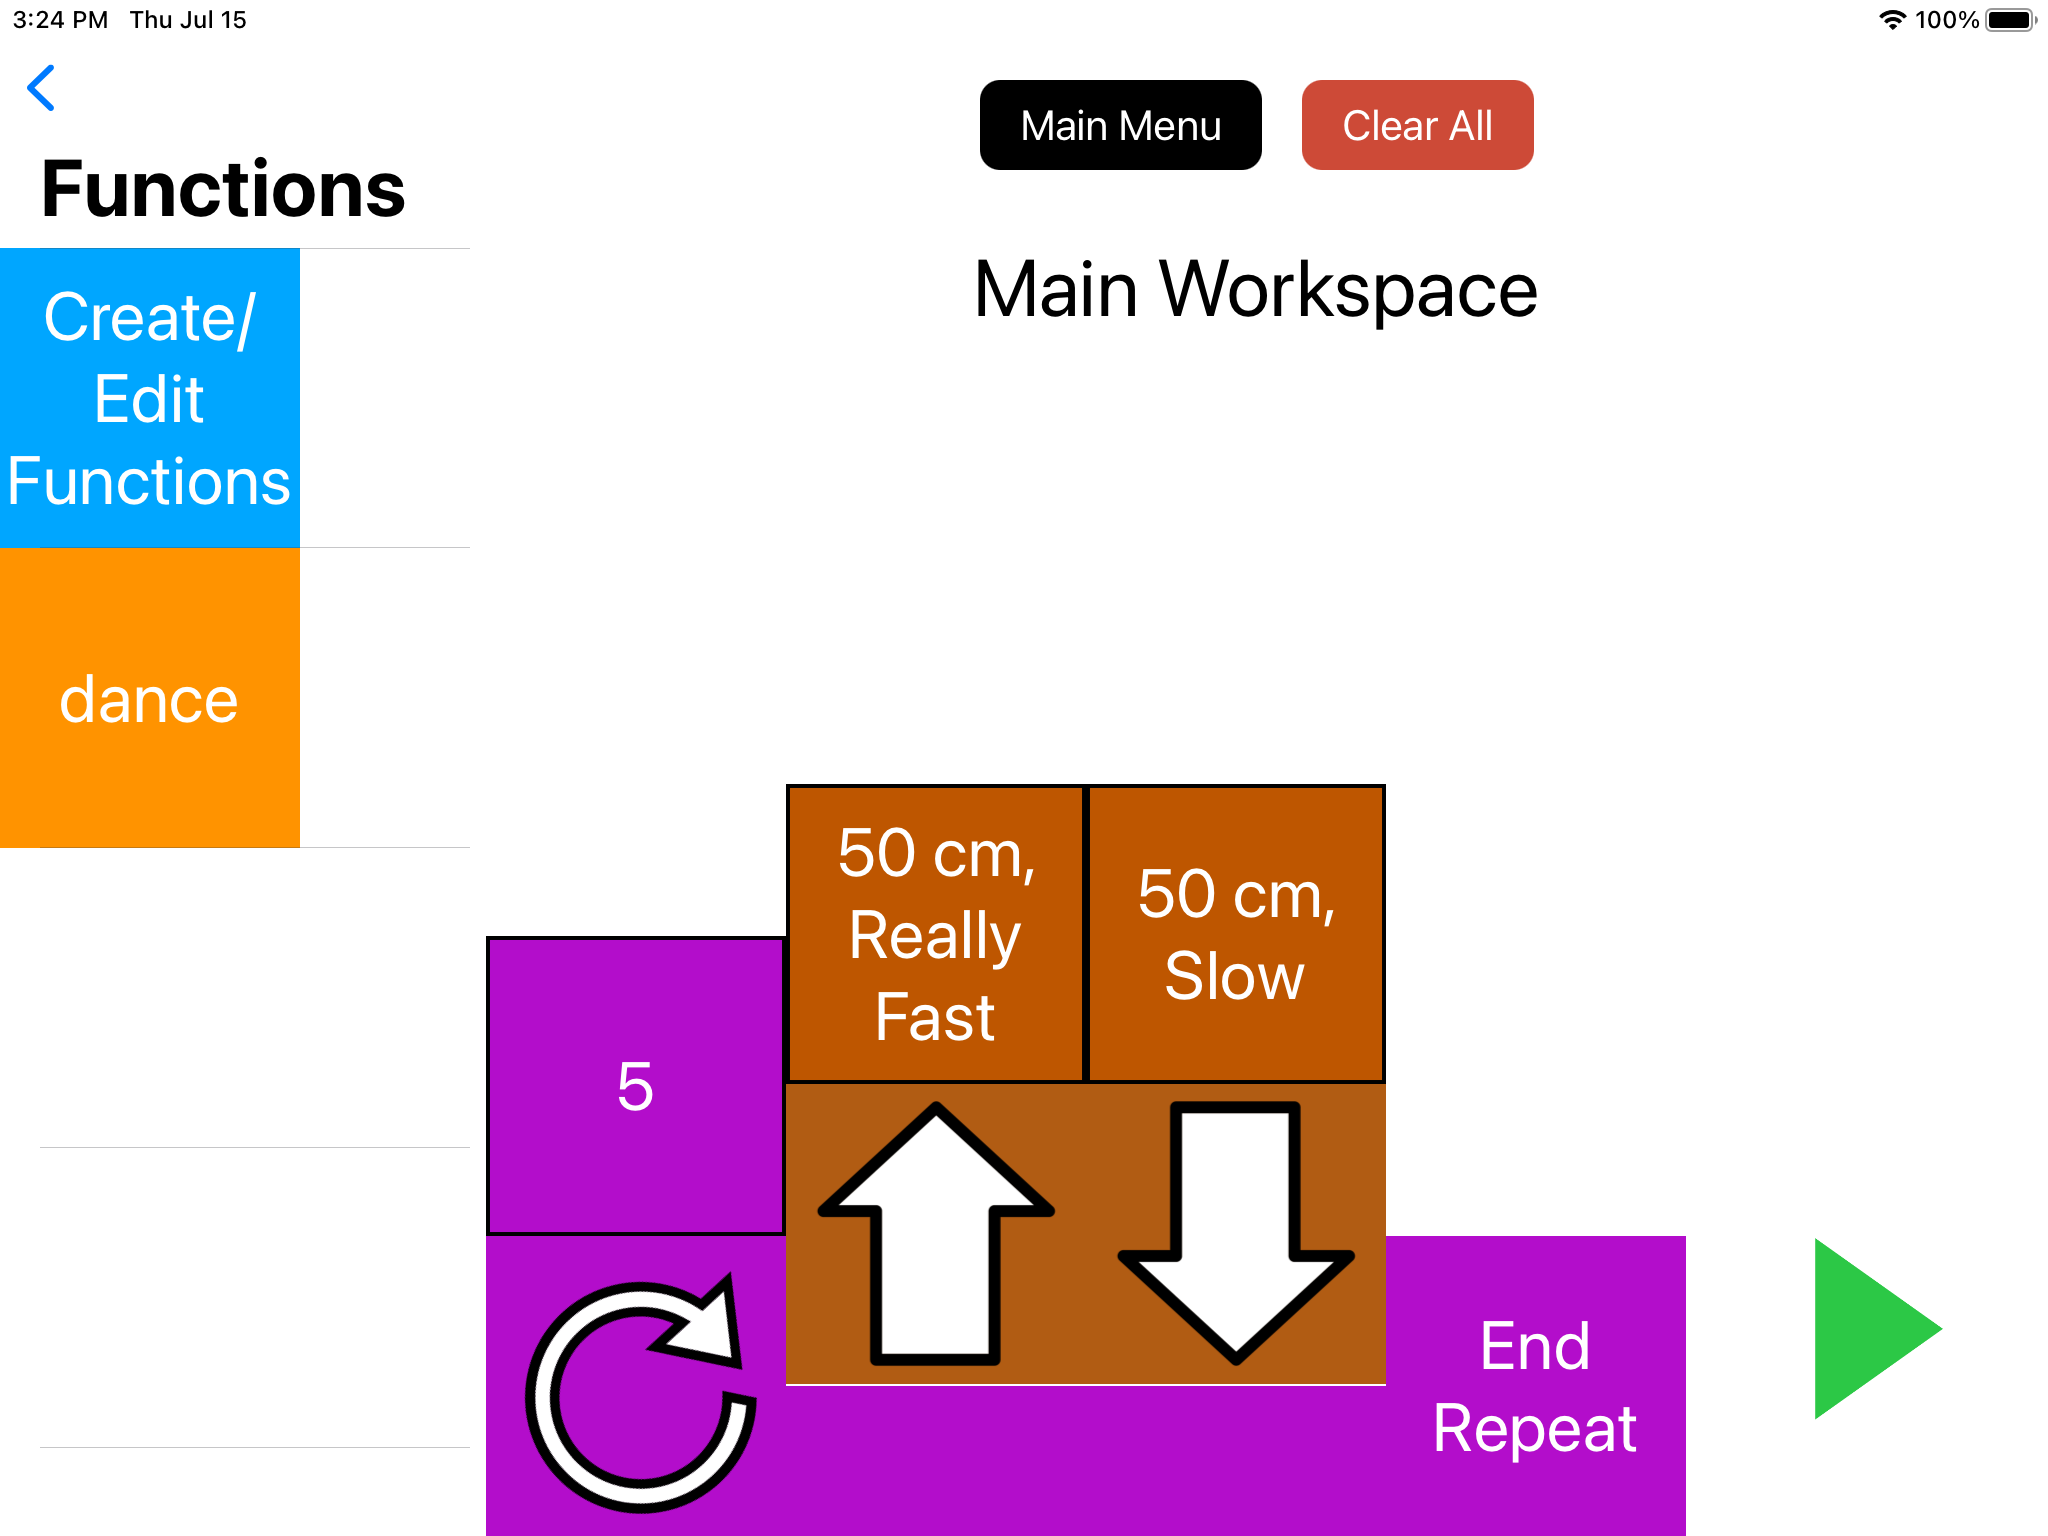 3:24 PM Thu Jul 15
100%
Main Menu
Clear All
Functions
Main Workspace
Create/
Edit
Functions
dance
50 cm,
Really
Fast
50 cm,
Slow
5
End
Repeat